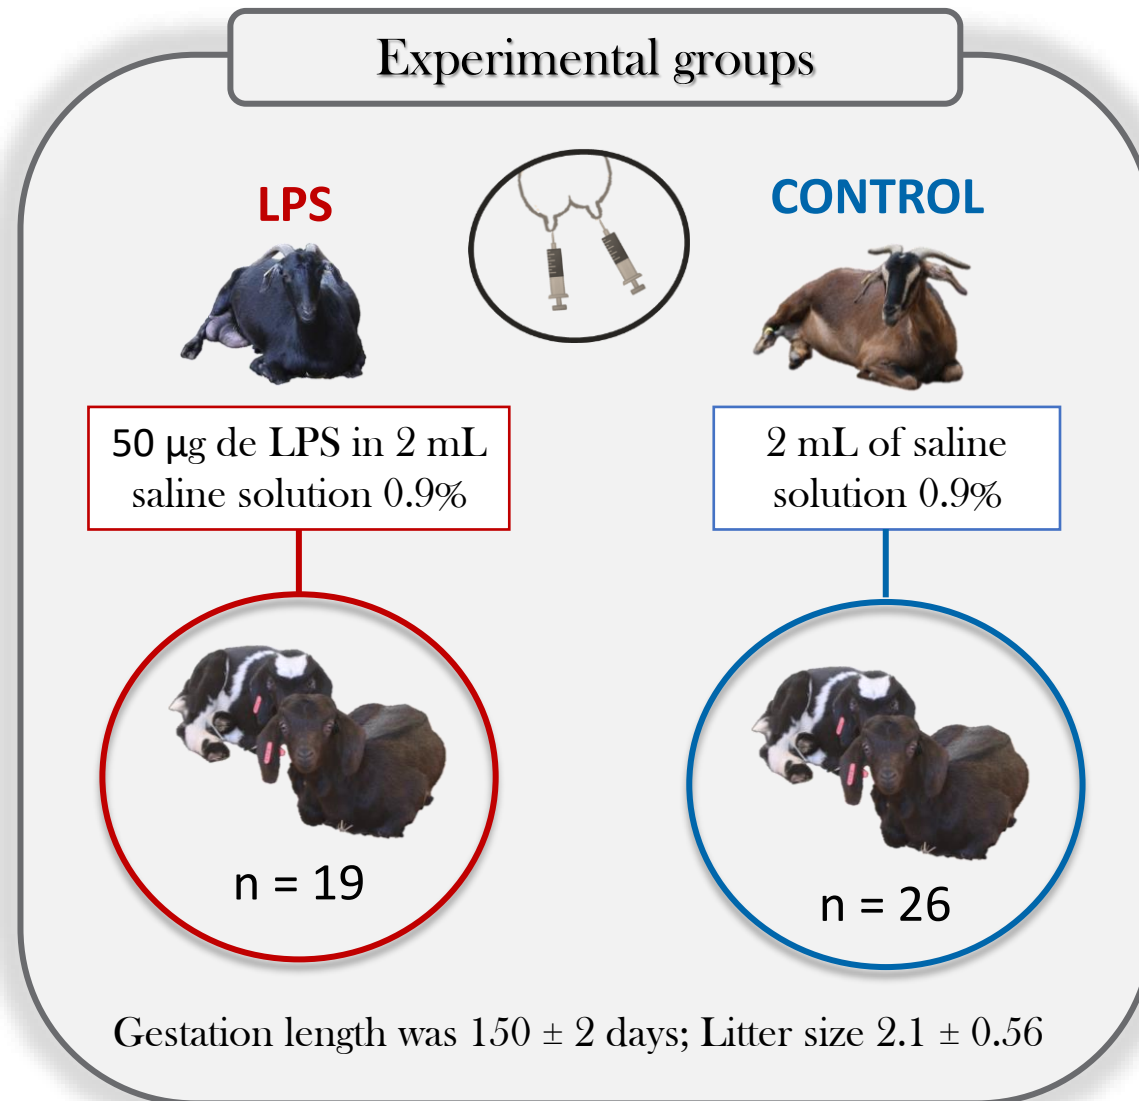 Experimental groups
LPS
CONTROL
50 µg de LPS in 2 mL
saline solution 0.9%
2 mL of saline
solution 0.9%
n = 19
n = 26
Gestation length was 150 ± 2 days; Litter size 2.1 ± 0.56